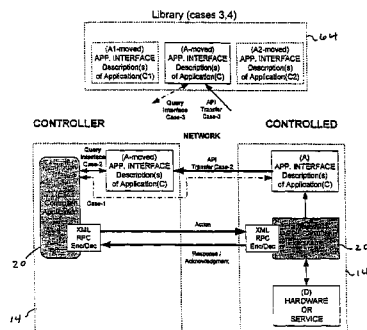 Library (cases 3,4)
(A1-moved)
APP. INTERFACE
Description(s)
of Application(C1)
(A-moved)
APP. INTERFACE
Description(s)
of Application(C)
(A2-moved)
APP. INTERFACE
Description(s)
of Application(C2)
64
Query
Interface
Case-3
API
Transfer
Case-3
CONTROLLER
NETWORK
CONTROLLED
Query
Interface
Case-2
(A-moved)
APP. INTERFACE
Description(s)
of Application(C)
API
Transfer Case-2
(A)
APP. INTERFACE
Description(s)
of Application(C)
Case-1
XML
RPC
Enc/Dec
Action
XML
RPC
Enc/Dec
20
20
Response /
Acknowledgment
14
14
(D)
HARDWARE
OR
SERVICE